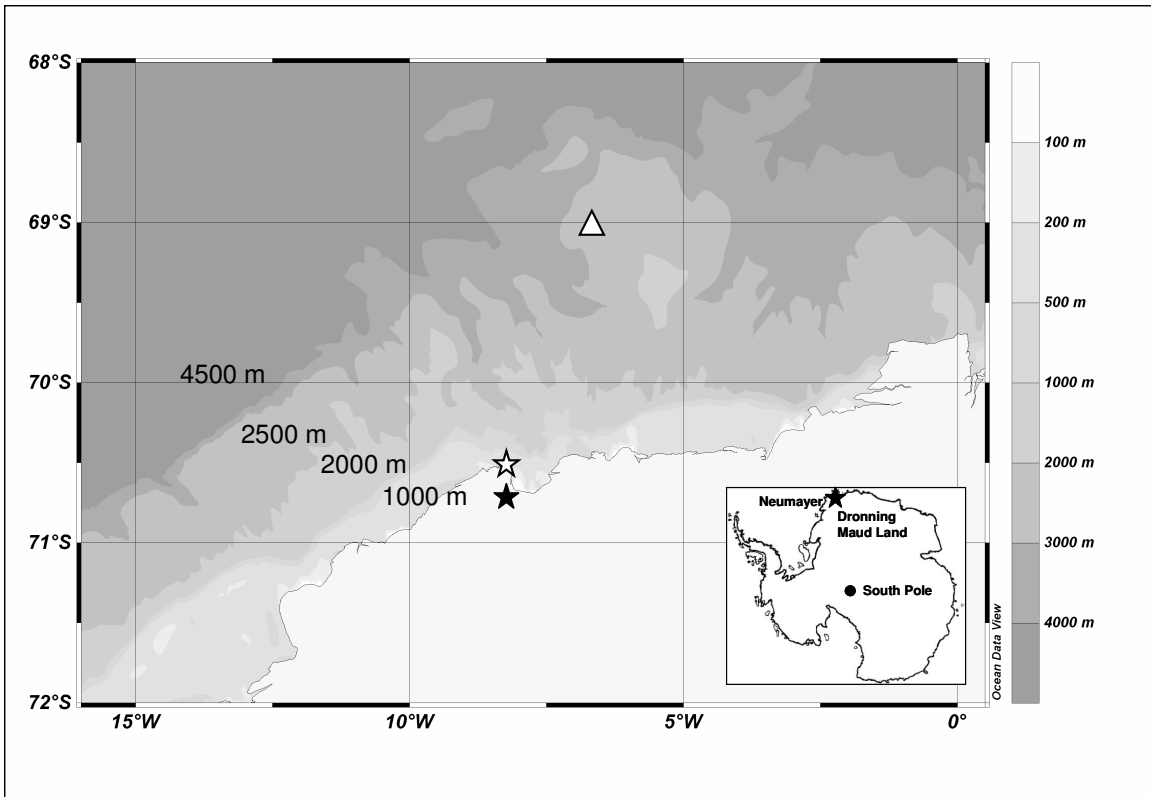 68°S
69°S
70°S
71°S
72°S
15°W
10°W
5°W
0°
4500 m
2500 m
2000 m
1000 m
Neumayer
Dronning
Maud Land
South Pole
Ocean Data View
100 m
200 m
500 m
1000 m
2000 m
3000 m
4000 m